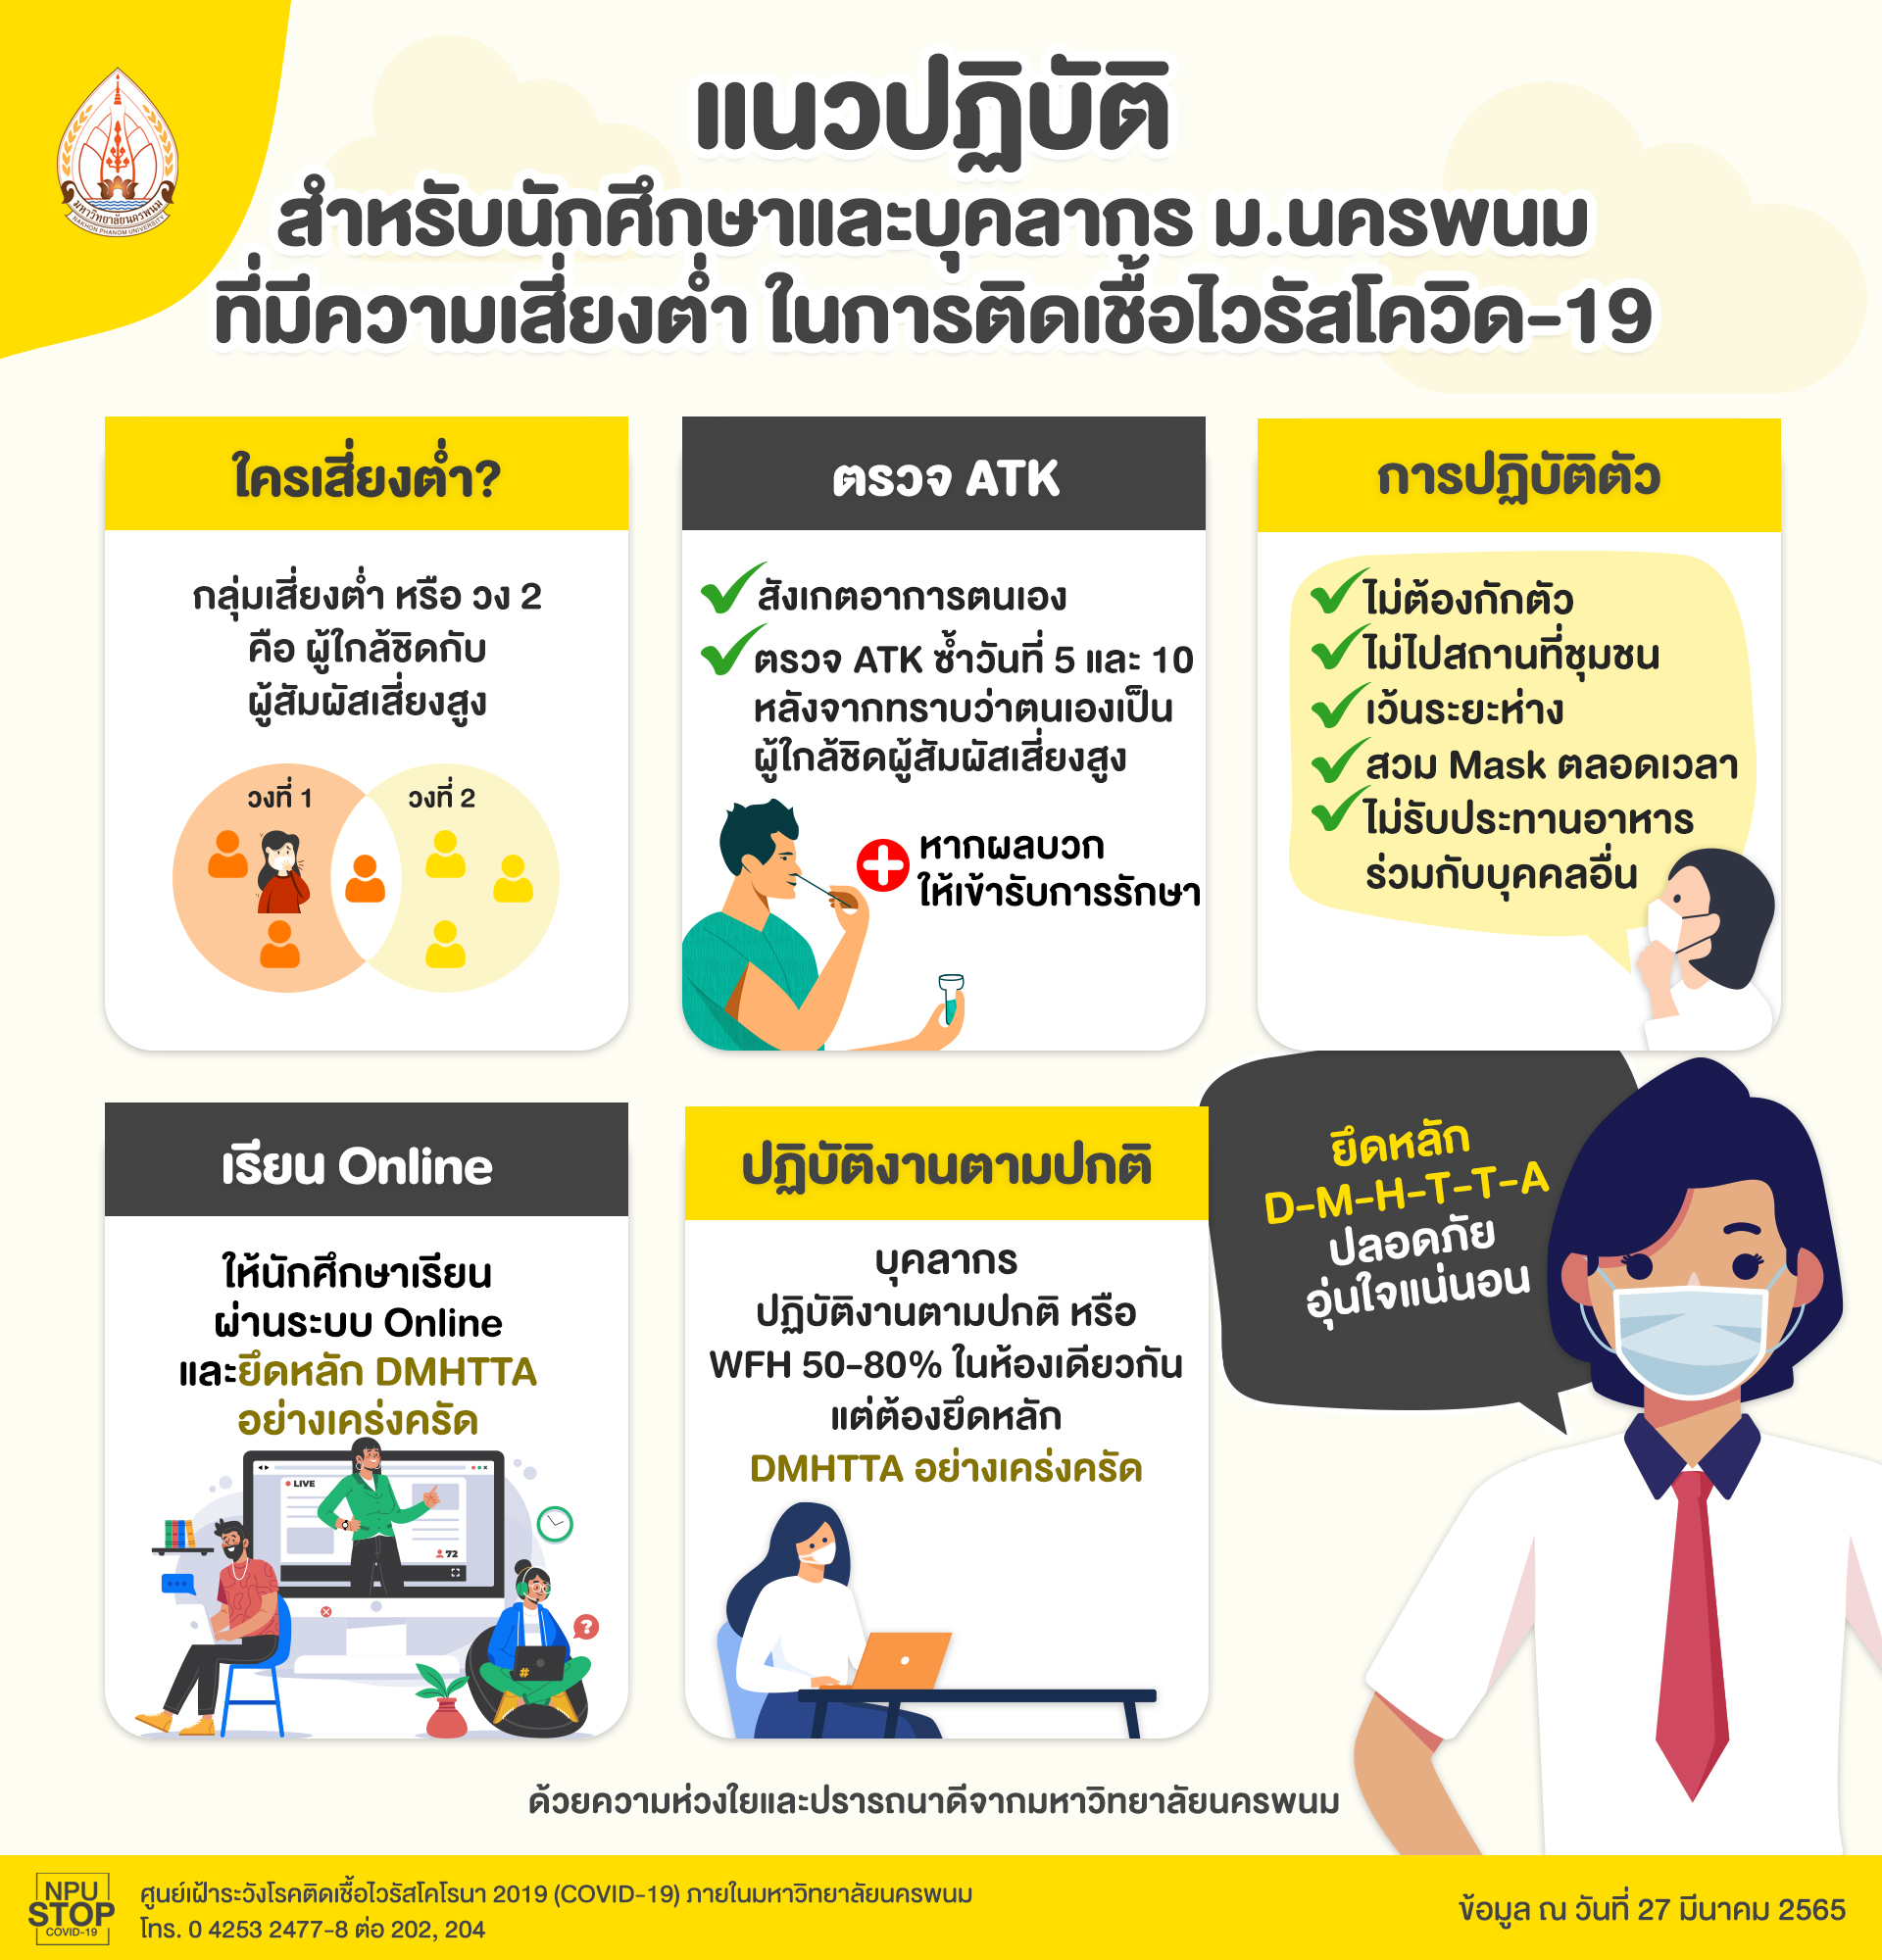 มหาวิทยาลัยนครพนม
NAKHON PHANOM UNIVERSITY
แนวปฏิบัติ
สำหรับนักศึกษาและบุคลากร ม.นครพนม
ที่มีความเสี่ยงต่ำ ในการติดเชื้อไวรัสโควิด-19
ใครเสี่ยงต่ำ?
กลุ่มเสี่ยงต่ำ หรือ วง 2
คือ ผู้ใกล้ชิดกับ
ผู้สัมผัสเสี่ยงสูง
วงที่ 1
วงที่ 2
ตรวจ ATK
สังเกตอาการตนเอง
ตรวจ ATK ซ้ำวันที่ 5 และ 10
หลังจากทราบว่าตนเองเป็น
ผู้ใกล้ชิดผู้สัมผัสเสี่ยงสูง
หากผลบวก
ให้เข้ารับการรักษา
การปฏิบัติตัว
ไม่ต้องกักตัว
ไม่ไปสถานที่ชุมชน
เว้นระยะห่าง
สวม Mask ตลอดเวลา
ไม่รับประทานอาหาร
ร่วมกับบุคคลอื่น
เรียน Online
ให้นักศึกษาเรียน
ผ่านระบบ Online
และยึดหลัก DMHTTA
อย่างเคร่งครัด
LIVE
72
?
#
ปฏิบัติงานตามปกติ
บุคลากร
ปฏิบัติงานตามปกติ หรือ
WFH 50-80% ในห้องเดียวกัน
แต่ต้องยึดหลัก
DMHTTA อย่างเคร่งครัด
ยึดหลัก
D-M-H-T-T-A
ปลอดภัย
อุ่นใจแน่นอน
ด้วยความห่วงใยและปรารถนาดีจากมหาวิทยาลัยนครพนม
NPU
STOP
COVID-19
ศูนย์เฝ้าระวังโรคติดเชื้อไวรัสโคโรนา 2019 (COVID-19) ภายในมหาวิทยาลัยนครพนม
โทร. 0 4253 2477-8 ต่อ 202, 204
ข้อมูล ณ วันที่ 27 มีนาคม 2565